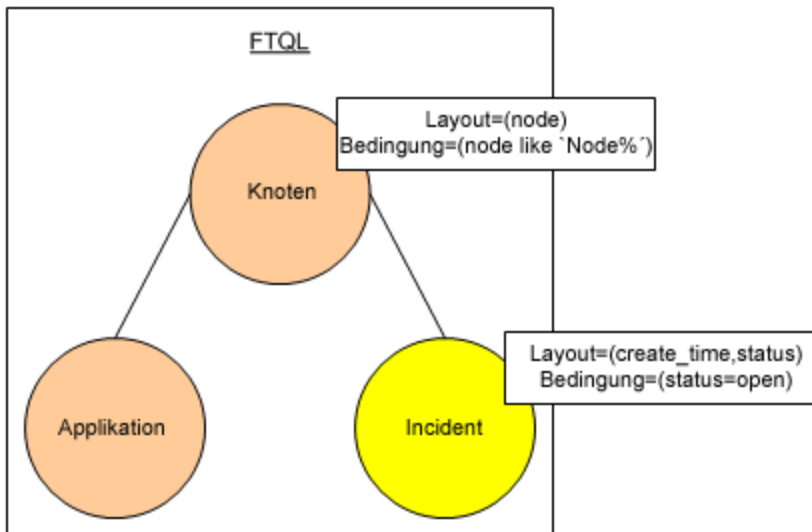 FTQL
Layout=(node)
Bedingung=(node like `Node%´)
Knoten
Layout=(create_time,status)
Bedingung=(status=open)
Applikation
Incident